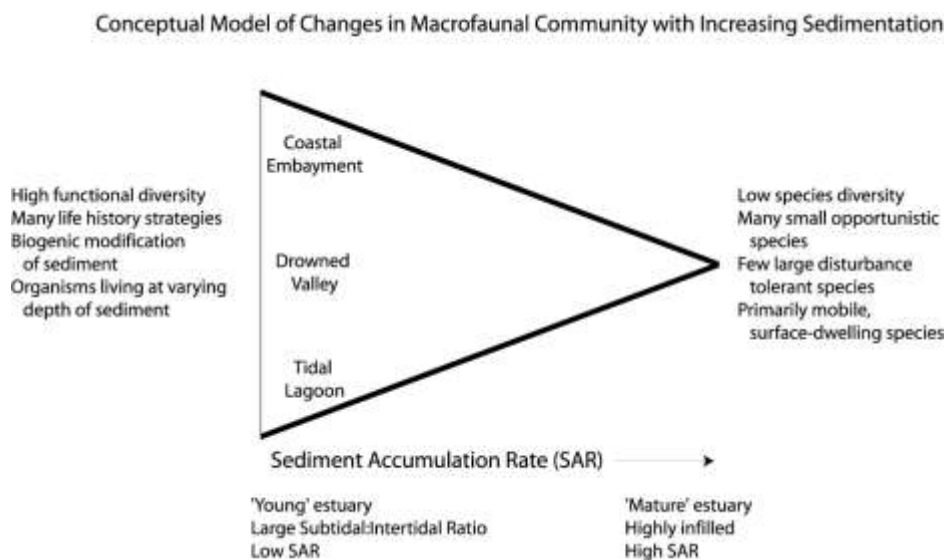 Conceptual Model of Changes in Macrofaunal Community with Increasing Sedimentation
Coastal
Embayment
High functional diversity
Many life history strategies
Biogenic modification
of sediment
Organisms living at varying
depth of sediment
Drowned
Valley
Low species diversity
Many small opportunistic
species
Few large disturbance
tolerant species
Primarily mobile,
surface-dwelling species
Tidal
Lagoon
Sediment Accumulation Rate (SAR)
'Young' estuary
Large Subtidal:Intertidal Ratio
Low SAR
'Mature' estuary
Highly infilled
High SAR